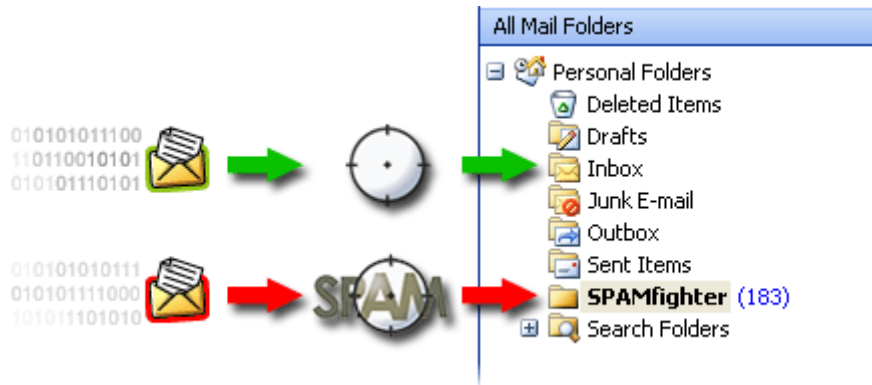 All Mail Folders
Personal Folders
Deleted Items
Drafts
010101011100
110110010101
Inbox
010101110101
Junk E-mail
Outbox
Sent Items
010101010111
010101111000
SPAM
SPAMfighter (183)
101011101010
Search Folders